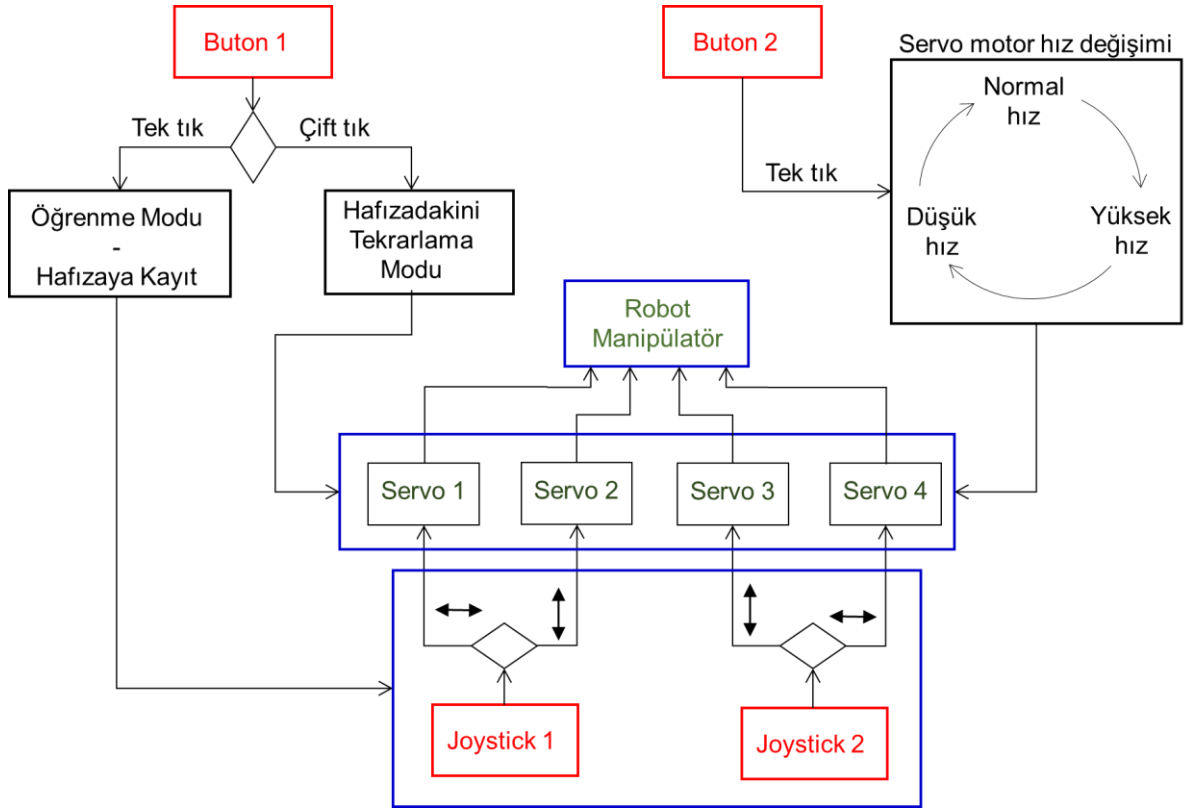 Buton 1
Buton 2
Servo motor hız değişimi
Normal
hız
Yüksek
hız
Düşük
hız
Tek tık
Çift tık
Tek tık
Öğrenme Modu
-
Hafızaya Kayıt
Hafızadakini
Tekrarlama
Modu
Robot
Manipülatör
Servo 1
Servo 2
Servo 3
Servo 4
Joystick 1
Joystick 2